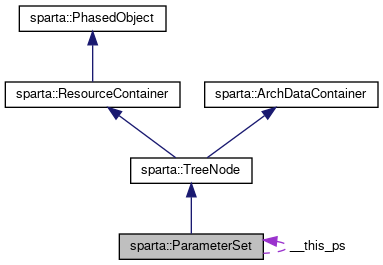 sparta::PhasedObject
sparta::ResourceContainer
sparta::ArchDataContainer
sparta::TreeNode
sparta::ParameterSet
__this_ps